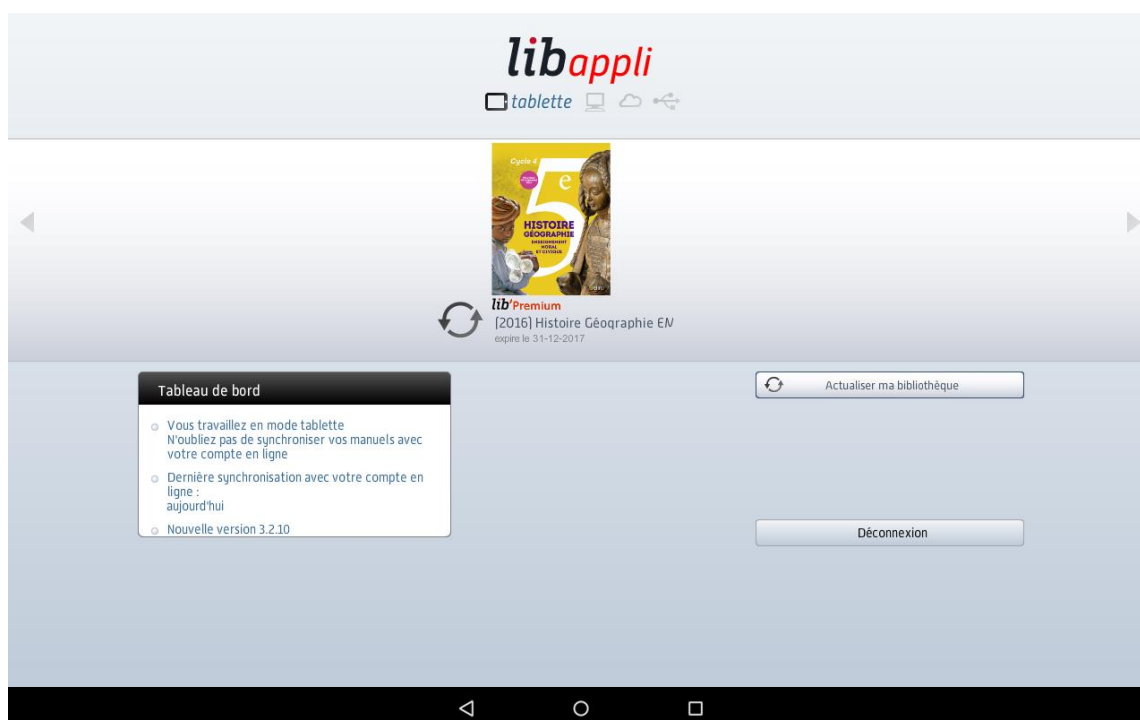 libappli
tablette
Cycle 4
5e
HISTOIRE
GÉOGRAPHIE
ENSEIGNEMENT
MORAL
ET CIVIQUE
lib'Premium
[2016] Histoire Géographie EM
expire le 31-12-2017
Tableau de bord
Vous travaillez en mode tablette
N'oubliez pas de synchroniser vos manuels avec
votre compte en ligne
Dernière synchronisation avec votre compte en
ligne :
aujourd'hui
Nouvelle version 3.2.10
Actualiser ma bibliothèque
Déconnexion